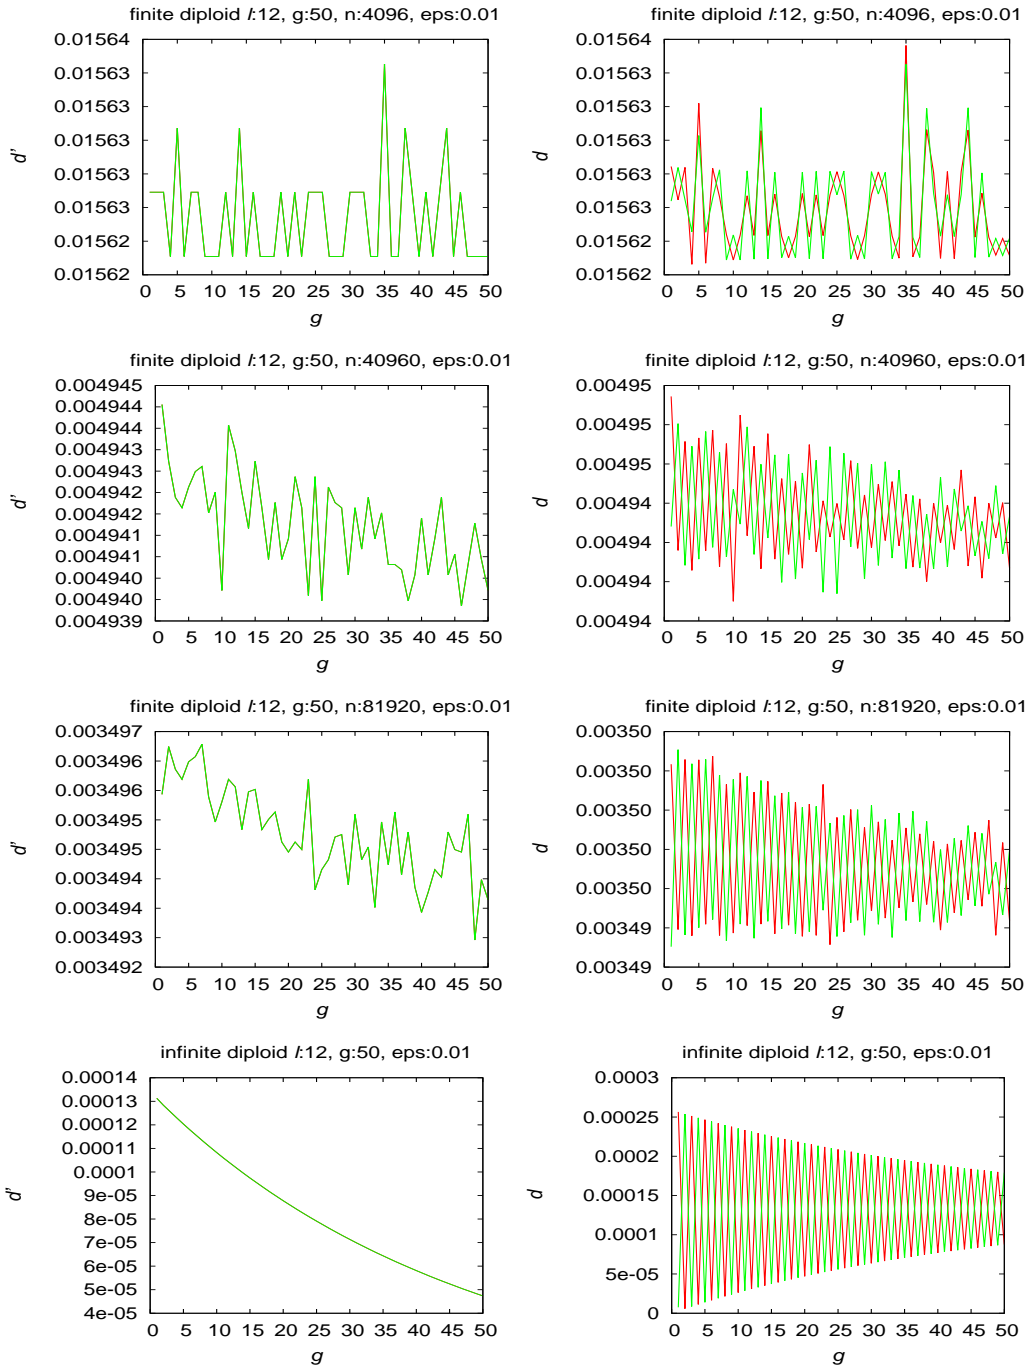 finite diploid l:12, g:50, n:4096, eps:0.01
0.01564
0.01563
0.01563
0.01563
0.01563
0.01563
0.01562
0.01562
d'
0 5 10 15 20 25 30 35 40 45 50
g
finite diploid l:12, g:50, n:4096, eps:0.01
0.01564
0.01563
0.01563
0.01563
0.01563
0.01563
0.01562
0.01562
d
0 5 10 15 20 25 30 35 40 45 50
g
finite diploid l:12, g:50, n:40960, eps:0.01
0.004945
0.004944
0.004944
0.004943
0.004943
0.004942
0.004942
0.004941
0.004941
0.004940
0.004940
0.004939
d'
0 5 10 15 20 25 30 35 40 45 50
g
finite diploid l:12, g:50, n:40960, eps:0.01
0.00495
0.00495
0.00495
0.00494
0.00494
0.00494
0.00494
d
0 5 10 15 20 25 30 35 40 45 50
g
finite diploid l:12, g:50, n:81920, eps:0.01
0.003497
0.003496
0.003496
0.003495
0.003495
0.003494
0.003494
0.003493
0.003492
d'
0 5 10 15 20 25 30 35 40 45 50
g
finite diploid l:12, g:50, n:81920, eps:0.01
0.00350
0.00350
0.00350
0.00350
0.00350
0.00349
0.00349
d
0 5 10 15 20 25 30 35 40 45 50
g
infinite diploid l:12, g:50, eps:0.01
0.00014
0.00013
0.00012
0.00011
0.0001
9e-05
8e-05
7e-05
6e-05
5e-05
4e-05
d'
0 5 10 15 20 25 30 35 40 45 50
g
infinite diploid l:12, g:50, eps:0.01
0.0003
0.00025
0.0002
0.00015
0.0001
5e-05
0
d
0 5 10 15 20 25 30 35 40 45 50
g